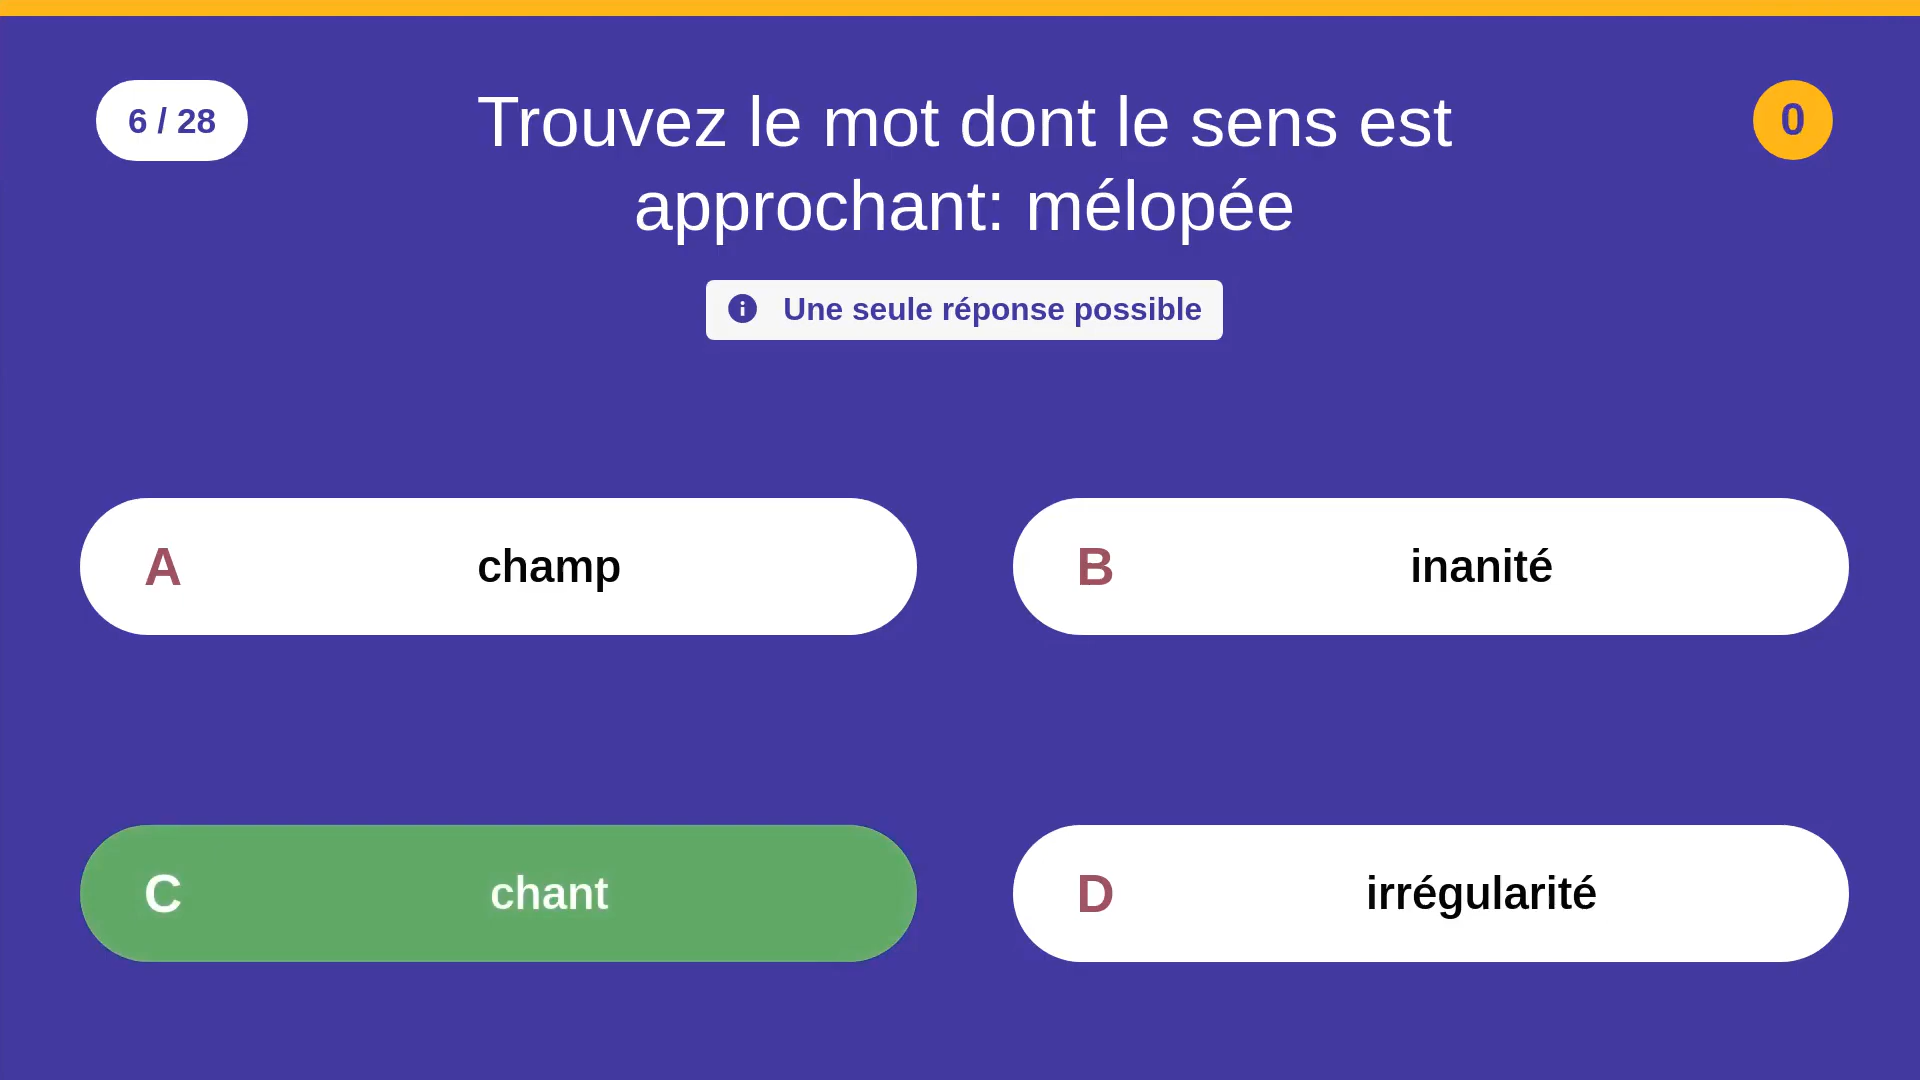 6 / 28
Trouvez le mot dont le sens est
approchant: mélopée
0
Une seule réponse possible
A champ
B inanité
C chant
D irrégularité